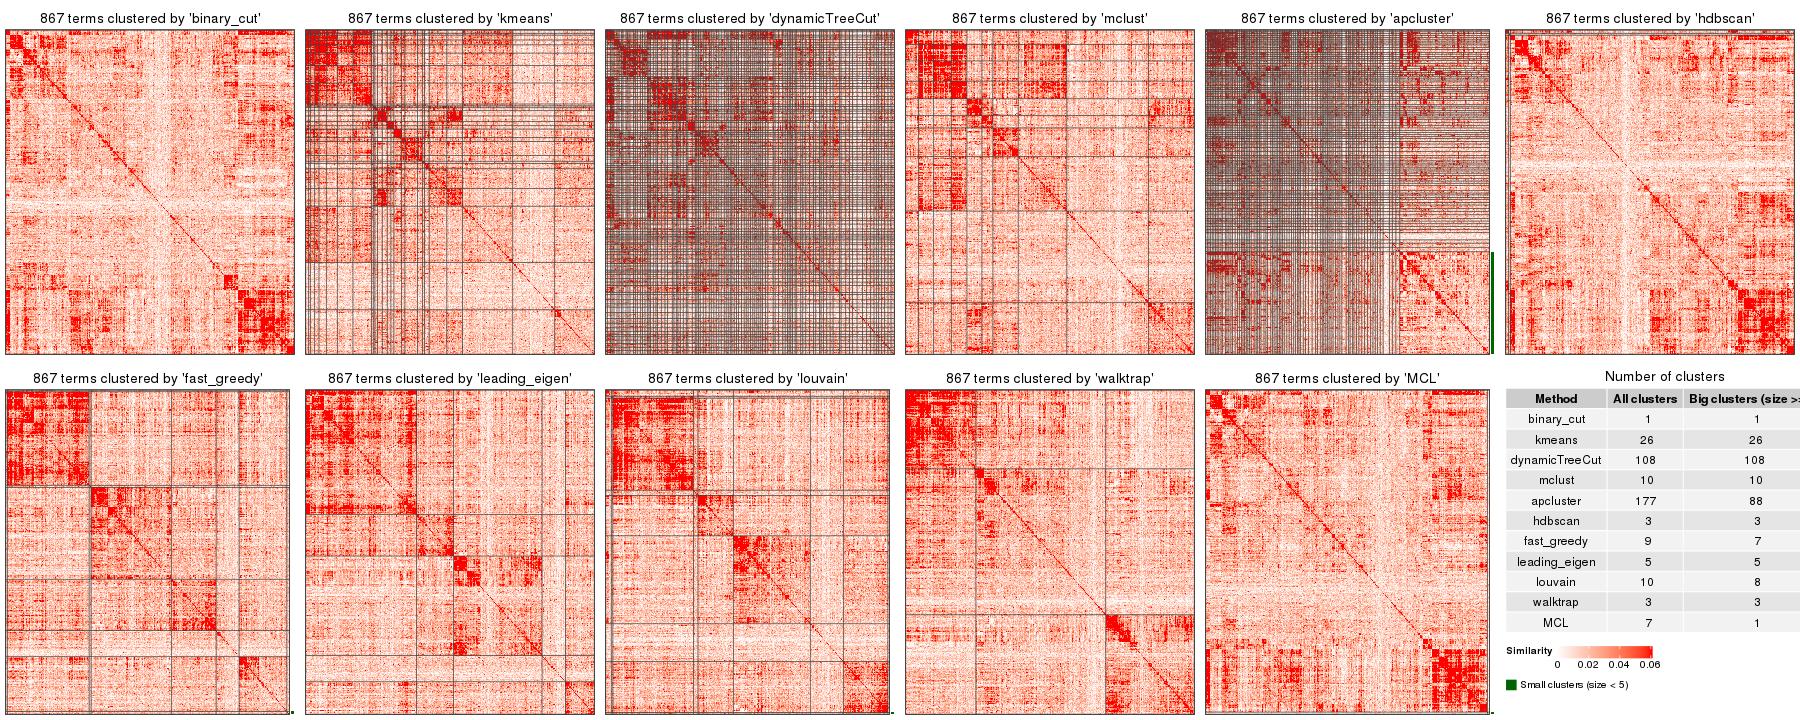 867 terms clustered by 'binary_cut'
867 terms clustered by 'kmeans'
867 terms clustered by 'dynamicTreeCut'
867 terms clustered by 'mclust'
867 terms clustered by 'apcluster'
867 terms clustered by 'hdbscan'
867 terms clustered by 'fast_greedy'
867 terms clustered by 'leading_eigen'
867 terms clustered by 'louvain'
867 terms clustered by 'walktrap'
867 terms clustered by 'MCL'
Number of clusters
Method All clusters Big clusters (size >=
binary_cut 1 1
kmeans 26 26
dynamicTreeCut 108 108
mclust 10 10
apcluster 177 88
hdbscan 3 3
fast_greedy 9 7
leading_eigen 5 5
louvain 10 8
walktrap 3 3
MCL 7 1
Similarity
0 0.02 0.04 0.06
Small clusters (size < 5)